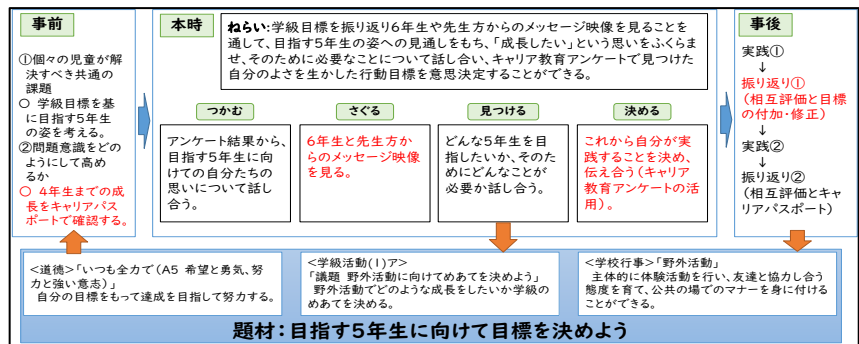 事前
①個々の児童が解
決すべき共通の
課題
○ 学級目標を基
に目指す5年生
の姿を考える。
②問題意識をどの
ようにして高め
るか
○ 4年生までの成
長をキャリアパス
ポートで確認する。
本時
ねらい:学級目標を振り返り6年生や先生方からのメッセージ映像を見ることを
通して、目指す5年生の姿への見通しをもち、「成長したい」という思いをふくらま
せ、そのために必要なことについて話し合い、キャリア教育アンケートで見つけた
自分のよさを生かした行動目標を意思決定することができる。
つかむ
アンケート結果から、
目指す5年生に向
けての自分たちの
思いについて話し
合う。
さぐる
6年生と先生方か
らのメッセージ映像
を見る。
見つける
どんな5年生を目
指したいか、そのた
めにどんなことが
必要か話し合う。
決める
これから自分が実
践することを決め、
伝え合う(キャリア
教育アンケートの活
用)。
事後
実践①
↓
振り返り①
(相互評価と目標
の付加・修正)
↓
実践②
↓
振り返り②
(相互評価とキャ
リアパスポート)
<道徳>「いつも全力で(A5 希望と勇気、努
力と強い意志)」
自分の目標をもって達成を目指して努力する。
<学級活動(1)ア>
「議題 野外活動に向けてめあてを決めよう」
野外活動でどのような成長をしたいか学級の
めあてを決める。
<学校行事>「野外活動」
主体的に体験活動を行い、友達と協力し合う
態度を育て、公共の場でのマナーを身に付ける
ことができる。
題材:目指す5年生に向けて目標を決めよう